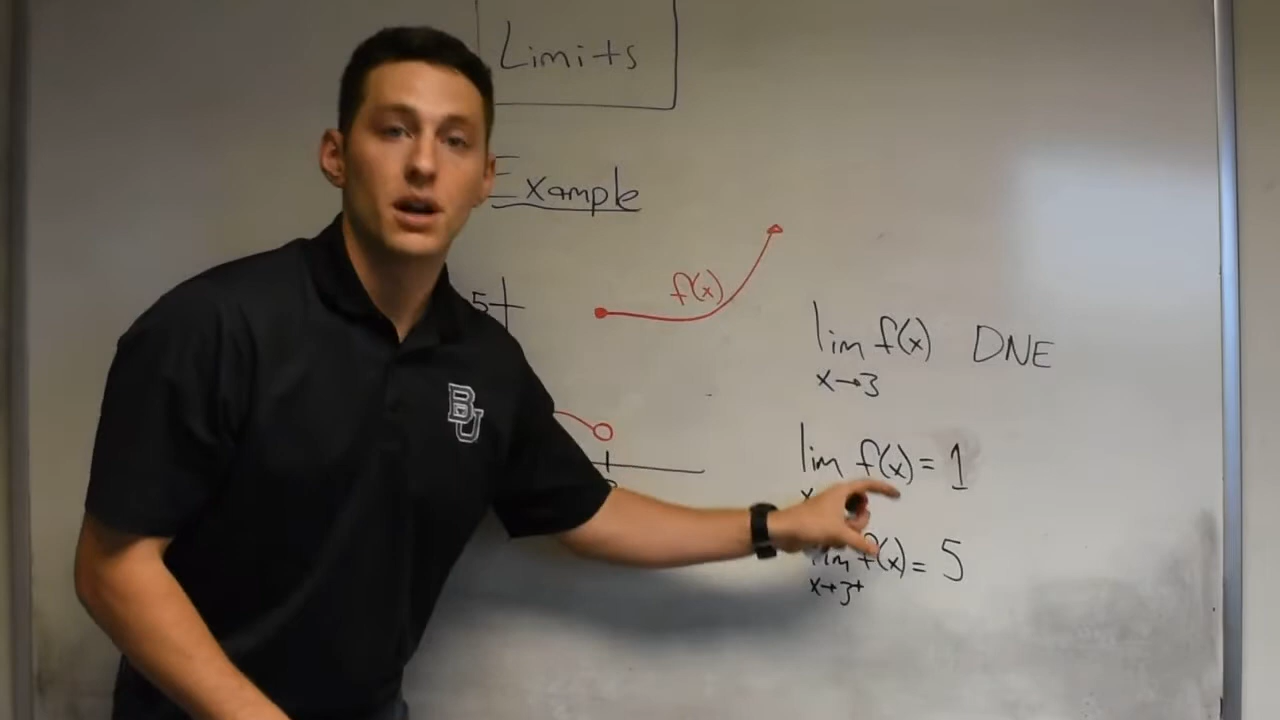 Limits
Example
5
f(x)
BU
lim f(x) DNE
x→3
lim f(x) = 1
x
lim f(x) = 5
x→3⁺